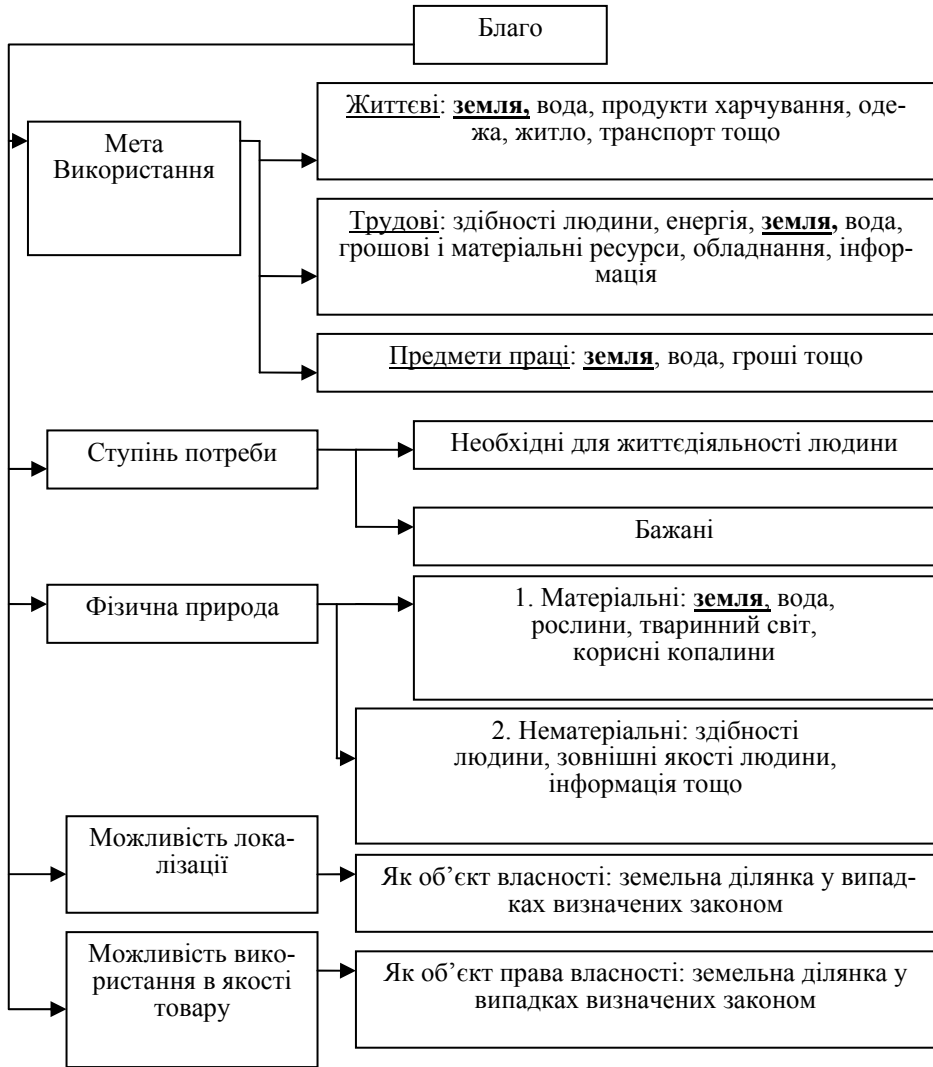 Благо
Мета
Використання
Життєві: земля, вода, продукти харчування, оде-
жа, житло, транспорт тощо
Трудові: здібності людини, енергія, земля, вода,
грошові і матеріальні ресурси, обладнання, інфор-
мація
Предмети праці: земля, вода, гроші тощо
Ступінь потреби
Необхідні для життєдіяльності людини
Бажані
Фізична природа
1. Матеріальні: земля, вода,
рослини, тваринний світ,
корисні копалини
2. Нематеріальні: здібності
людини, зовнішні якості людини,
інформація тощо
Можливість лока-
лізації
Як об’єкт власності: земельна ділянка у випад-
ках визначених законом
Можливість вико-
ристання в якості
товару
Як об’єкт права власності: земельна ділянка у
випадках визначених законом